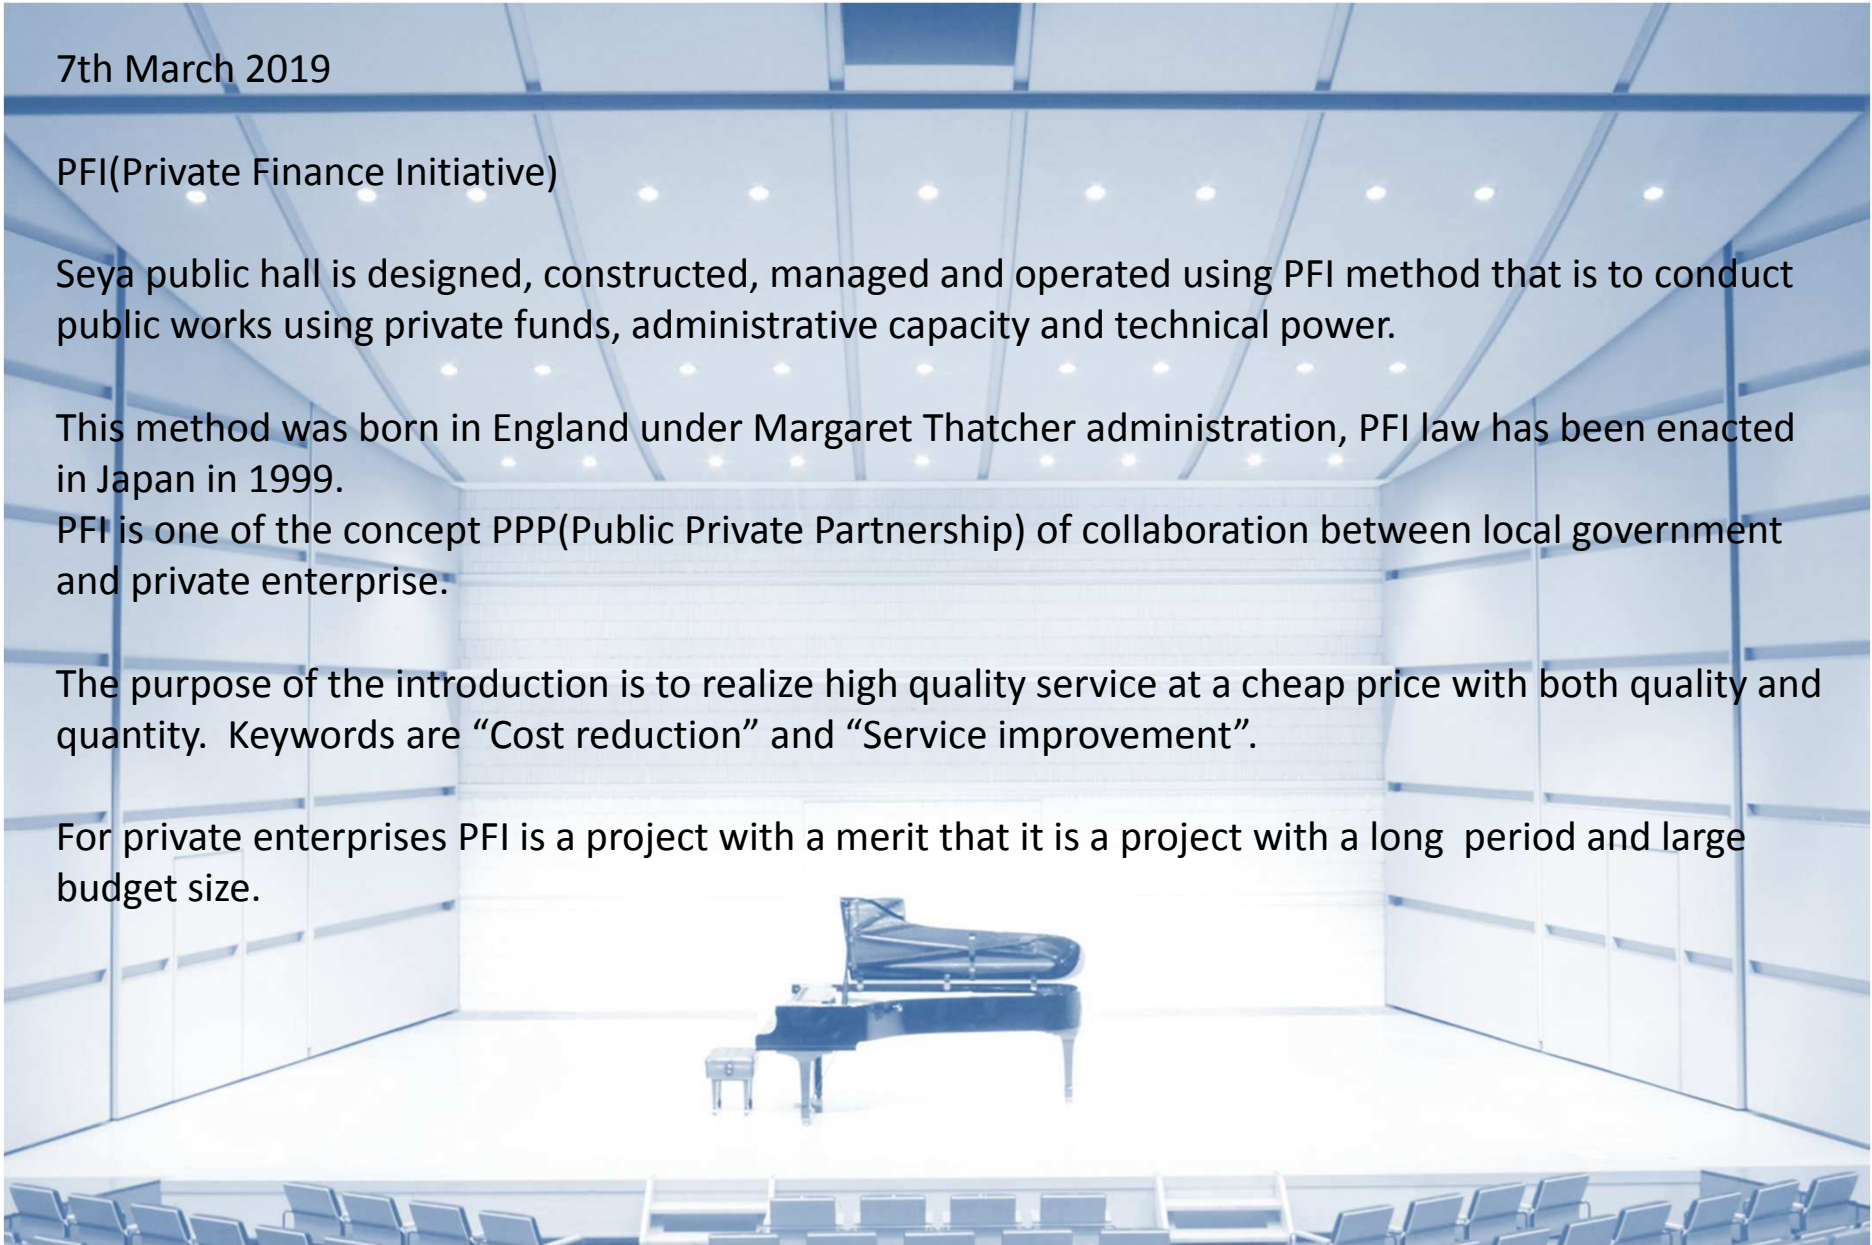 7th March 2019
PFI(Private Finance Initiative)
Seya public hall is designed, constructed, managed and operated using PFI method that is to conduct
public works using private funds, administrative capacity and technical power.
This method was born in England under Margaret Thatcher administration, PFI law has been enacted
in Japan in 1999.
PFI is one of the concept PPP(Public Private Partnership) of collaboration between local government
and private enterprise.
The purpose of the introduction is to realize high quality service at a cheap price with both quality and
quantity.  Keywords are “Cost reduction” and “Service improvement”.
For private enterprises PFI is a project with a merit that it is a project with a long  period and large
budget size.